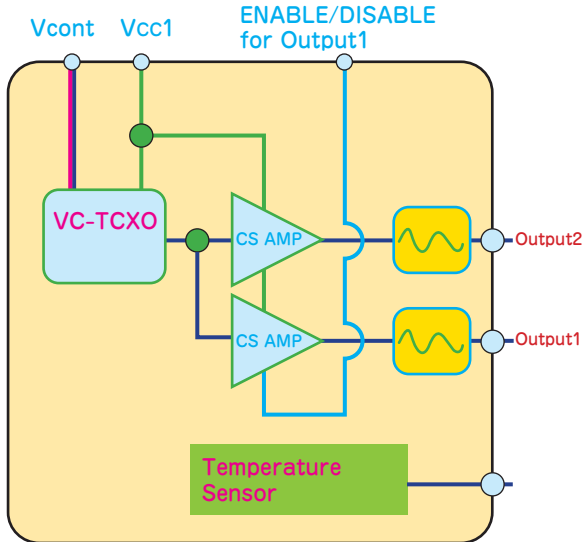 Vcont
Vcc1
ENABLE/DISABLE
for Output1
VC-TCXO
CS AMP
Output2
CS AMP
Output1
Temperature
Sensor